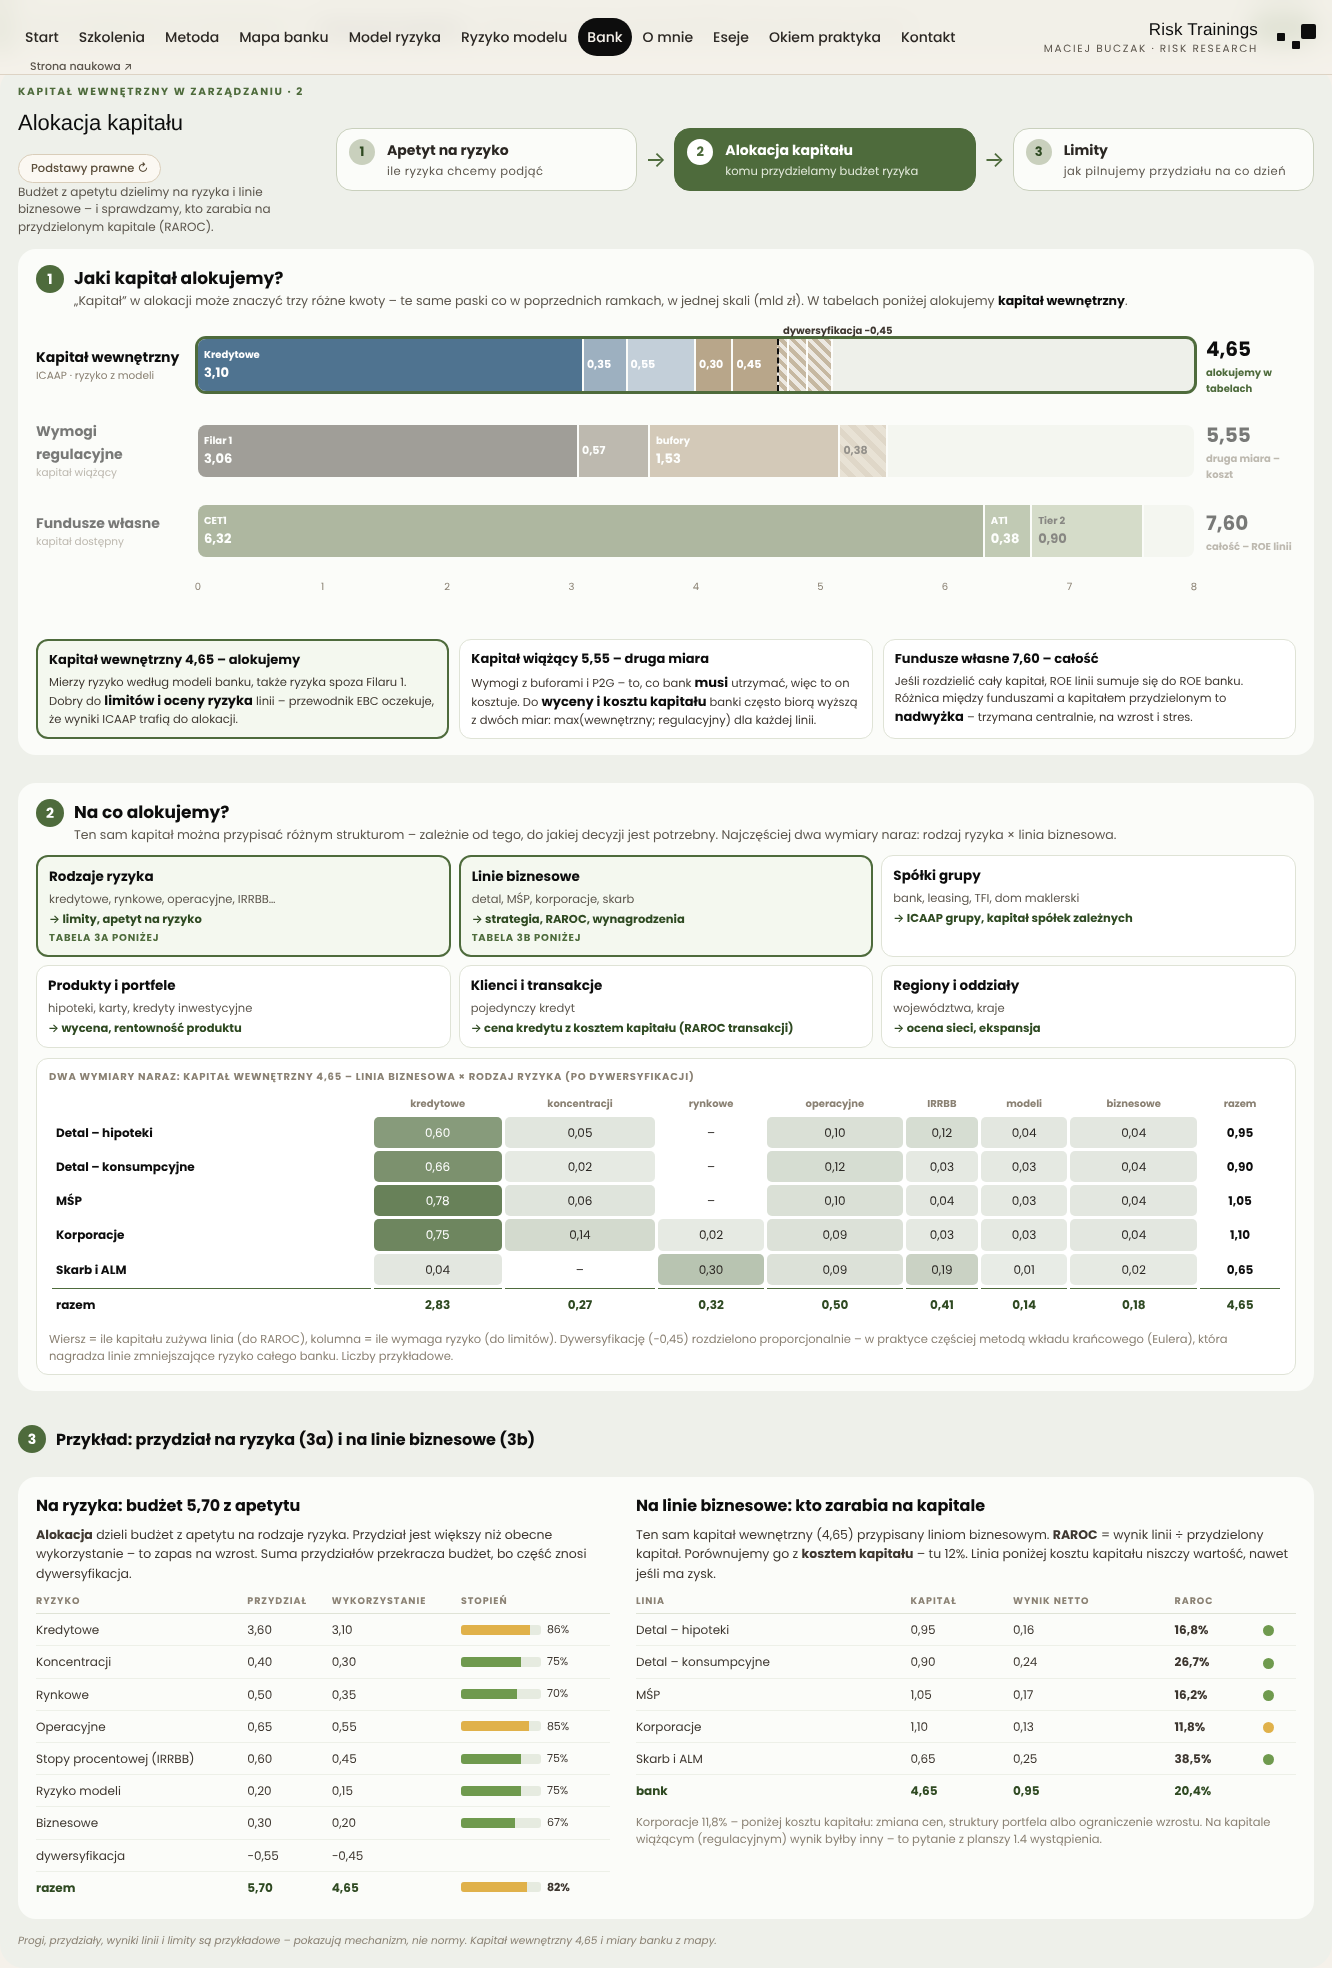 Start Szkolenia Metoda Mapa banku Model ryzyka Ryzyko modelu Bank O mnie Eseje Okiem praktyka Kontakt
Strona naukowa ↗
Risk Trainings
MACIEJ BUCZAK · RISK RESEARCH
KAPITAŁ WEWNĘTRZNY W ZARZĄDZANIU · 2
Alokacja kapitału
Podstawy prawne ↻
Budżet z apetytu dzielimy na ryzyka i linie
biznesowe – i sprawdzamy, kto zarabia na
przydzielonym kapitale (RAROC).
1 Apetyt na ryzyko
ile ryzyka chcemy podjąć
→
2 Alokacja kapitału
komu przydzielamy budżet ryzyka
→
3 Limity
jak pilnujemy przydziału na co dzień
1 Jaki kapitał alokujemy?
„Kapitał” w alokacji może znaczyć trzy różne kwoty – te same paski co w poprzednich ramkach, w jednej skali (mld zł). W tabelach poniżej alokujemy kapitał wewnętrzny.
dywersyfikacja -0,45
Kapitał wewnętrzny
ICAAP · ryzyko z modeli
Kredytowe
3,10
0,35 0,55 0,30 0,45
4,65
alokujemy w
tabelach
Wymogi
regulacyjne
kapitał wiążący
Filar 1
3,06
0,57
bufory
1,53
0,38
5,55
druga miara –
koszt
Fundusze własne
kapitał dostępny
CET1
6,32
AT1
0,38
Tier 2
0,90
7,60
całość – ROE linii
0 1 2 3 4 5 6 7 8
Kapitał wewnętrzny 4,65 – alokujemy
Mierzy ryzyko według modeli banku, także ryzyka spoza Filaru 1.
Dobry do limitów i oceny ryzyka linii – przewodnik EBC oczekuje,
że wyniki ICAAP trafią do alokacji.
Kapitał wiążący 5,55 – druga miara
Wymogi z buforami i P2G – to, co bank musi utrzymać, więc to on
kosztuje. Do wyceny i kosztu kapitału banki często biorą wyższą
z dwóch miar: max(wewnętrzny; regulacyjny) dla każdej linii.
Fundusze własne 7,60 – całość
Jeśli rozdzielić cały kapitał, ROE linii sumuje się do ROE banku.
Różnica między funduszami a kapitałem przydzielonym to
nadwyżka – trzymana centralnie, na wzrost i stres.
2 Na co alokujemy?
Ten sam kapitał można przypisać różnym strukturom – zależnie od tego, do jakiej decyzji jest potrzebny. Najczęściej dwa wymiary naraz: rodzaj ryzyka × linia biznesowa.
Rodzaje ryzyka
kredytowe, rynkowe, operacyjne, IRRBB…
→ limity, apetyt na ryzyko
TABELA 3A PONIŻEJ
Linie biznesowe
detal, MŚP, korporacje, skarb
→ strategia, RAROC, wynagrodzenia
TABELA 3B PONIŻEJ
Spółki grupy
bank, leasing, TFI, dom maklerski
→ ICAAP grupy, kapitał spółek zależnych
Produkty i portfele
hipoteki, karty, kredyty inwestycyjne
→ wycena, rentowność produktu
Klienci i transakcje
pojedynczy kredyt
→ cena kredytu z kosztem kapitału (RAROC transakcji)
Regiony i oddziały
województwa, kraje
→ ocena sieci, ekspansja
DWA WYMIARY NARAZ: KAPITAŁ WEWNĘTRZNY 4,65 – LINIA BIZNESOWA × RODZAJ RYZYKA (PO DYWERSYFIKACJI)
kredytowe koncentracji rynkowe operacyjne IRRBB modeli biznesowe razem
Detal – hipoteki 0,60 0,05 – 0,10 0,12 0,04 0,04 0,95
Detal – konsumpcyjne 0,66 0,02 – 0,12 0,03 0,03 0,04 0,90
MŚP 0,78 0,06 – 0,10 0,04 0,03 0,04 1,05
Korporacje 0,75 0,14 0,02 0,09 0,03 0,03 0,04 1,10
Skarb i ALM 0,04 – 0,30 0,09 0,19 0,01 0,02 0,65
razem 2,83 0,27 0,32 0,50 0,41 0,14 0,18 4,65
Wiersz = ile kapitału zużywa linia (do RAROC), kolumna = ile wymaga ryzyko (do limitów). Dywersyfikację (-0,45) rozdzielono proporcjonalnie – w praktyce częściej metodą wkładu krańcowego (Eulera), która
nagradza linie zmniejszające ryzyko całego banku. Liczby przykładowe.
3 Przykład: przydział na ryzyka (3a) i na linie biznesowe (3b)
Na ryzyka: budżet 5,70 z apetytu
Alokacja dzieli budżet z apetytu na rodzaje ryzyka. Przydział jest większy niż obecne
wykorzystanie – to zapas na wzrost. Suma przydziałów przekracza budżet, bo część znosi
dywersyfikacja.
RYZYKO PRZYDZIAŁ WYKORZYSTANIE STOPIEŃ
Kredytowe 3,60 3,10 86%
Koncentracji 0,40 0,30 75%
Rynkowe 0,50 0,35 70%
Operacyjne 0,65 0,55 85%
Stopy procentowej (IRRBB) 0,60 0,45 75%
Ryzyko modeli 0,20 0,15 75%
Biznesowe 0,30 0,20 67%
dywersyfikacja -0,55 -0,45
razem 5,70 4,65 82%
Na linie biznesowe: kto zarabia na kapitale
Ten sam kapitał wewnętrzny (4,65) przypisany liniom biznesowym. RAROC = wynik linii ÷ przydzielony
kapitał. Porównujemy go z kosztem kapitału – tu 12%. Linia poniżej kosztu kapitału niszczy wartość, nawet
jeśli ma zysk.
LINIA KAPITAŁ WYNIK NETTO RAROC
Detal – hipoteki 0,95 0,16 16,8%
Detal – konsumpcyjne 0,90 0,24 26,7%
MŚP 1,05 0,17 16,2%
Korporacje 1,10 0,13 11,8%
Skarb i ALM 0,65 0,25 38,5%
bank 4,65 0,95 20,4%
Korporacje 11,8% – poniżej kosztu kapitału: zmiana cen, struktury portfela albo ograniczenie wzrostu. Na kapitale
wiążącym (regulacyjnym) wynik byłby inny – to pytanie z planszy 1.4 wystąpienia.
Progi, przydziały, wyniki linii i limity są przykładowe – pokazują mechanizm, nie normy. Kapitał wewnętrzny 4,65 i miary banku z mapy.